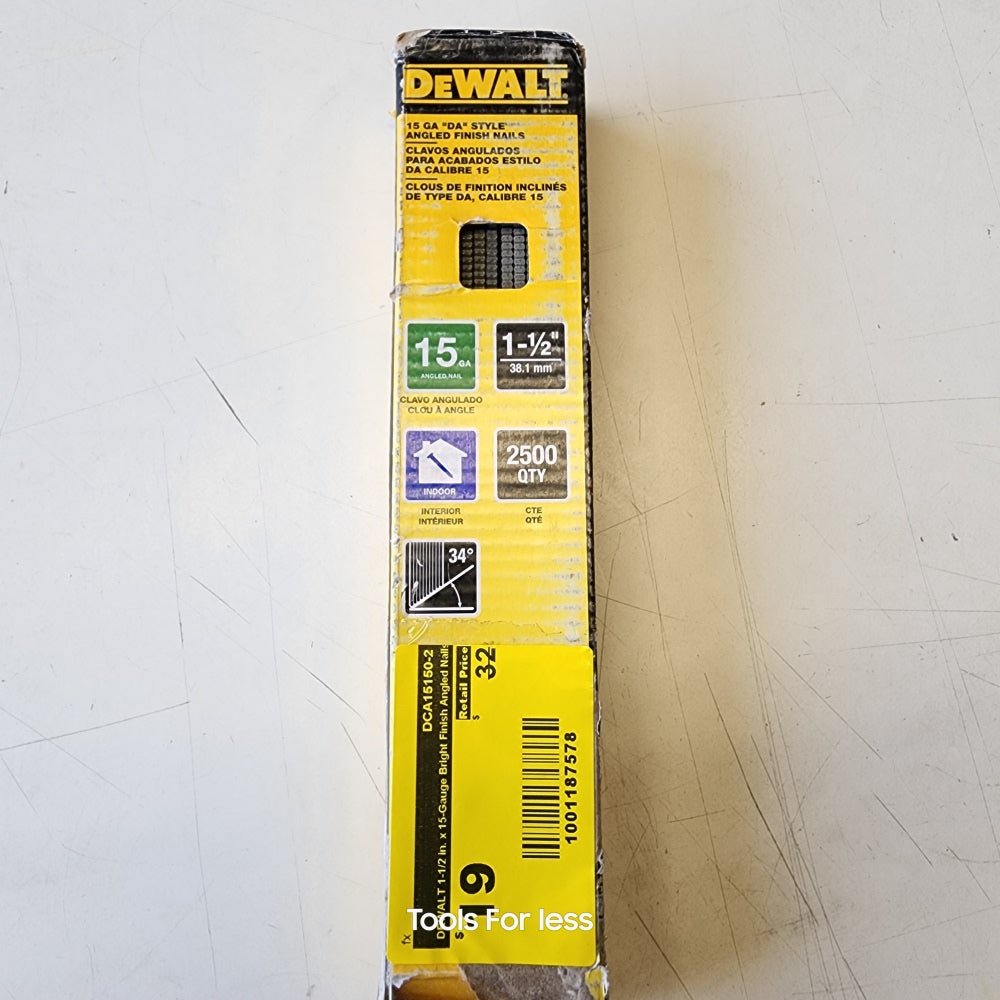 DEWALT
15 GA "DA" STYLE
ANGLED FINISH NAILS
CLAVOS ANGULADOS
PARA ACABADOS ESTILO
DA CALIBRE 15
CLOUS DE FINITION INCLINÉS
DE TYPE DA, CALIBRE 15
15 GA
ANGLED NAIL
CLAVO ANGULADO
CLOU À ANGLE
1-½"
38.1 mm
INDOOR
INTERIOR
INTÉRIEUR
2500
QTY
CTE
QTÉ
34°
DCA15150-2
DEWALT 1-1/2 in. x 15-Gauge Bright Finish Angled Nails
Retail Price
$ 32
$ 19
1001187578
fx
Tools For less